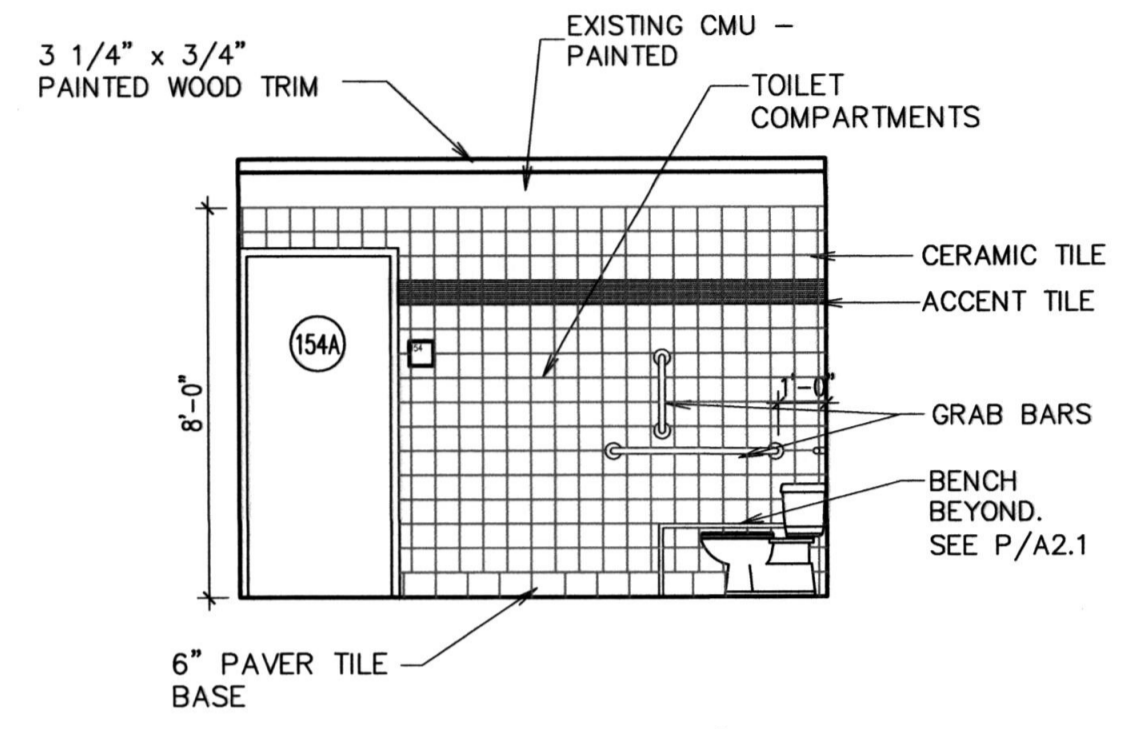 EXISTING CMU –
PAINTED
3 1/4" x 3/4"
PAINTED WOOD TRIM
TOILET
COMPARTMENTS
CERAMIC TILE
ACCENT TILE
154A
54
8'-0"
1'-0"
GRAB BARS
BENCH
BEYOND.
SEE P/A2.1
6" PAVER TILE
BASE